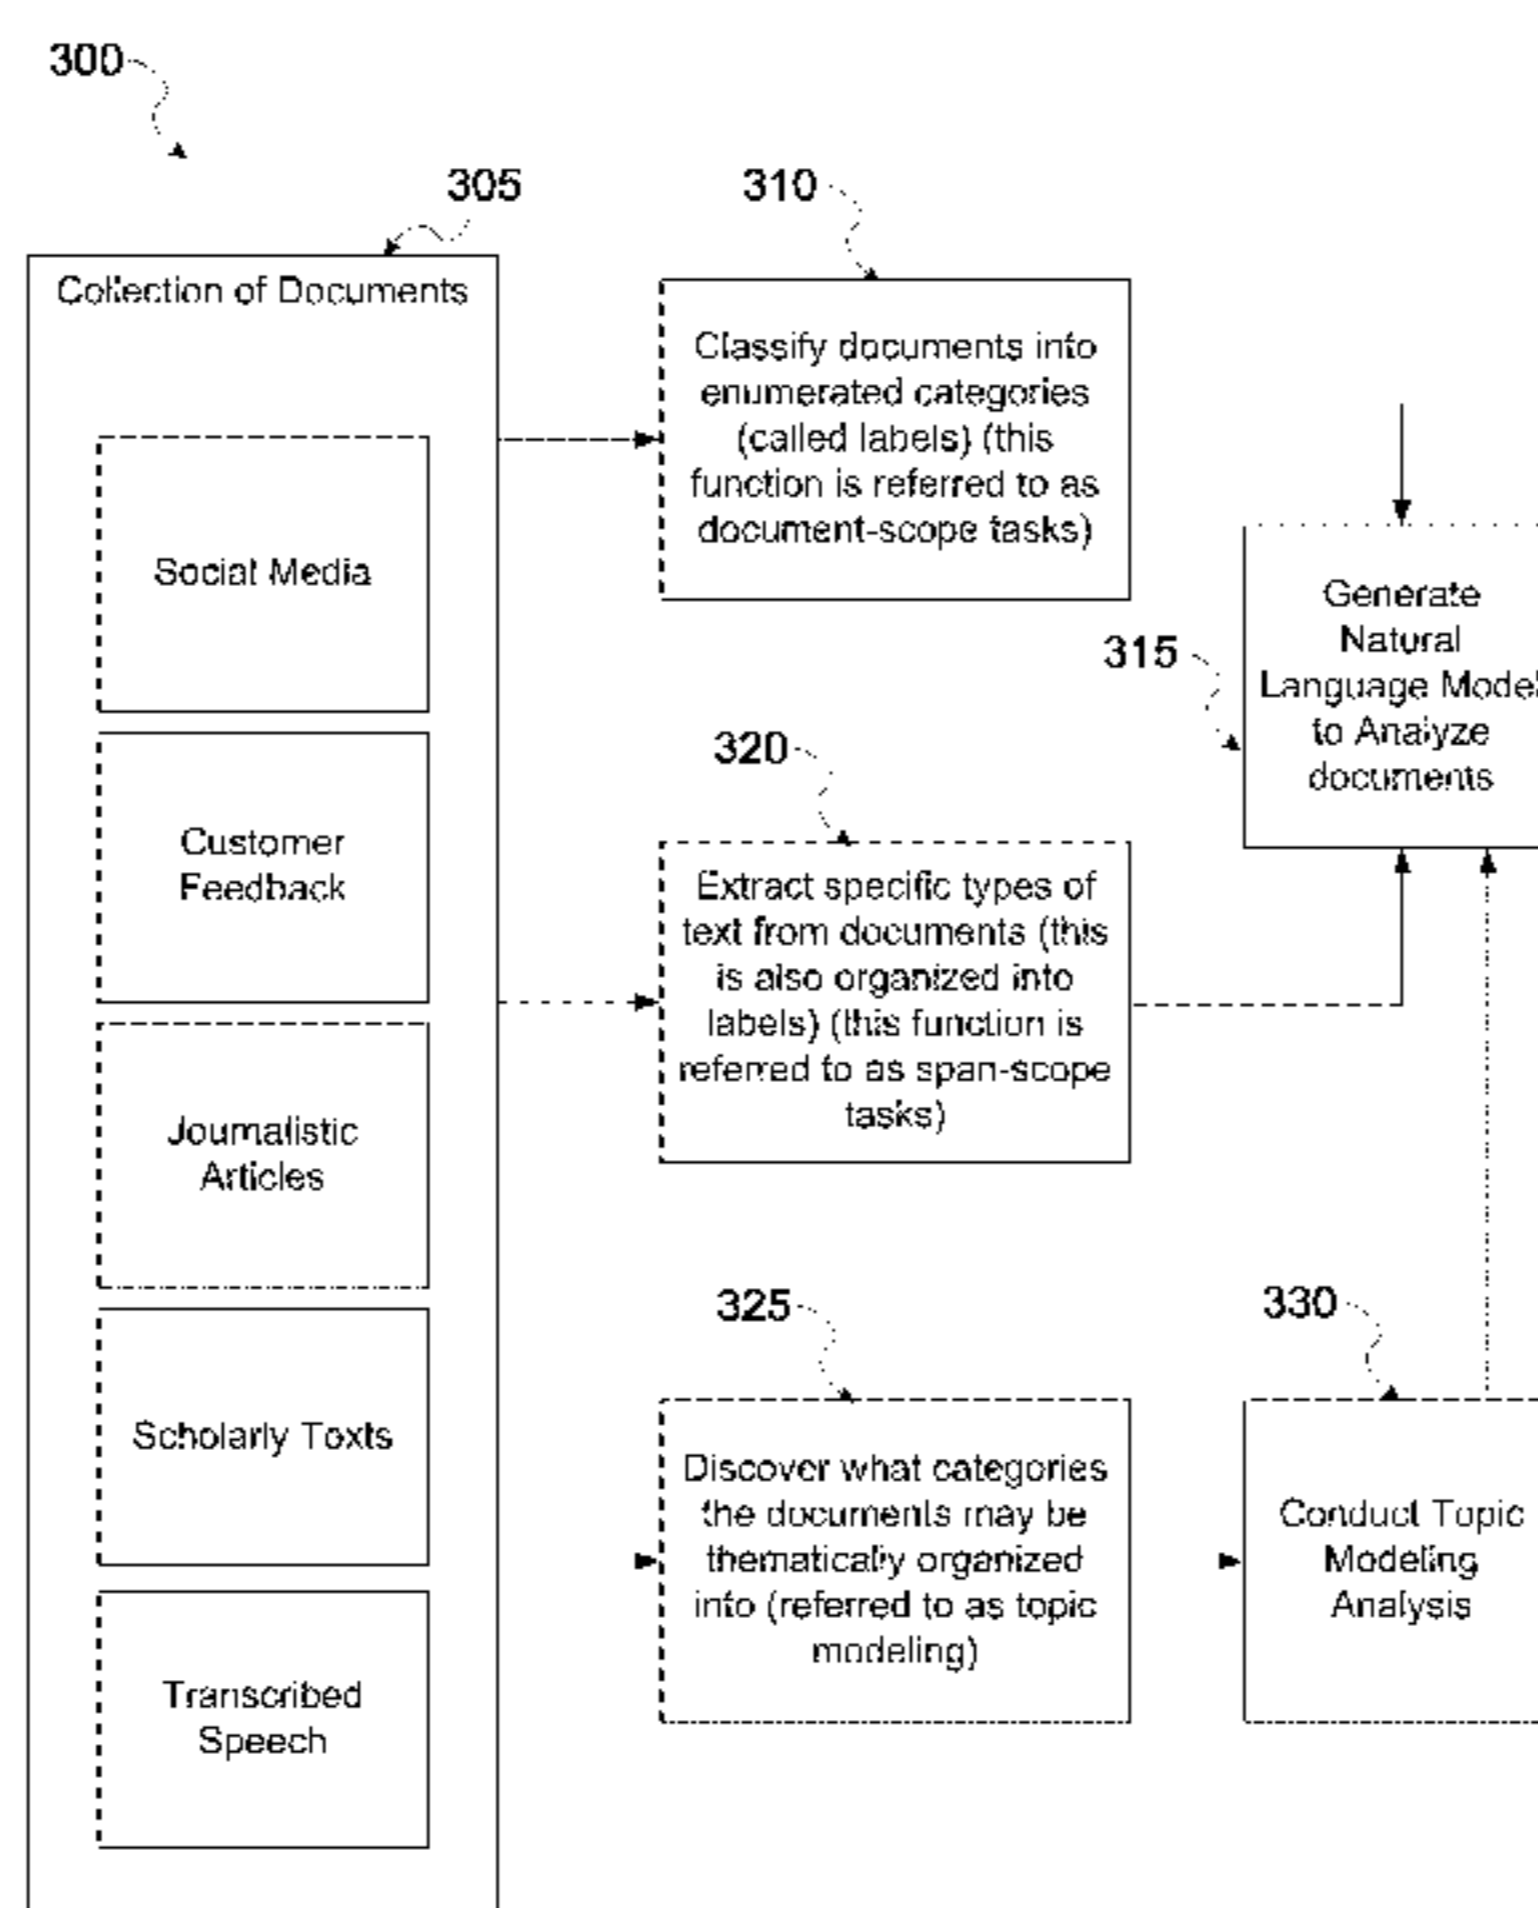 300
305
310
Collection of Documents
Social Media
Customer
Feedback
Journalistic
Articles
Scholarly Texts
Transcribed
Speech
Classify documents into
enumerated categories
(called labels) (this
function is referred to as
document-scope tasks)
315
Generate
Natural
Language Model
to Analyze
documents
320
Extract specific types of
text from documents (this
is also organized into
labels) (this function is
referred to as span-scope
tasks)
325
Discover what categories
the documents may be
thematically organized
into (referred to as topic
modeling)
330
Conduct Topic
Modeling
Analysis